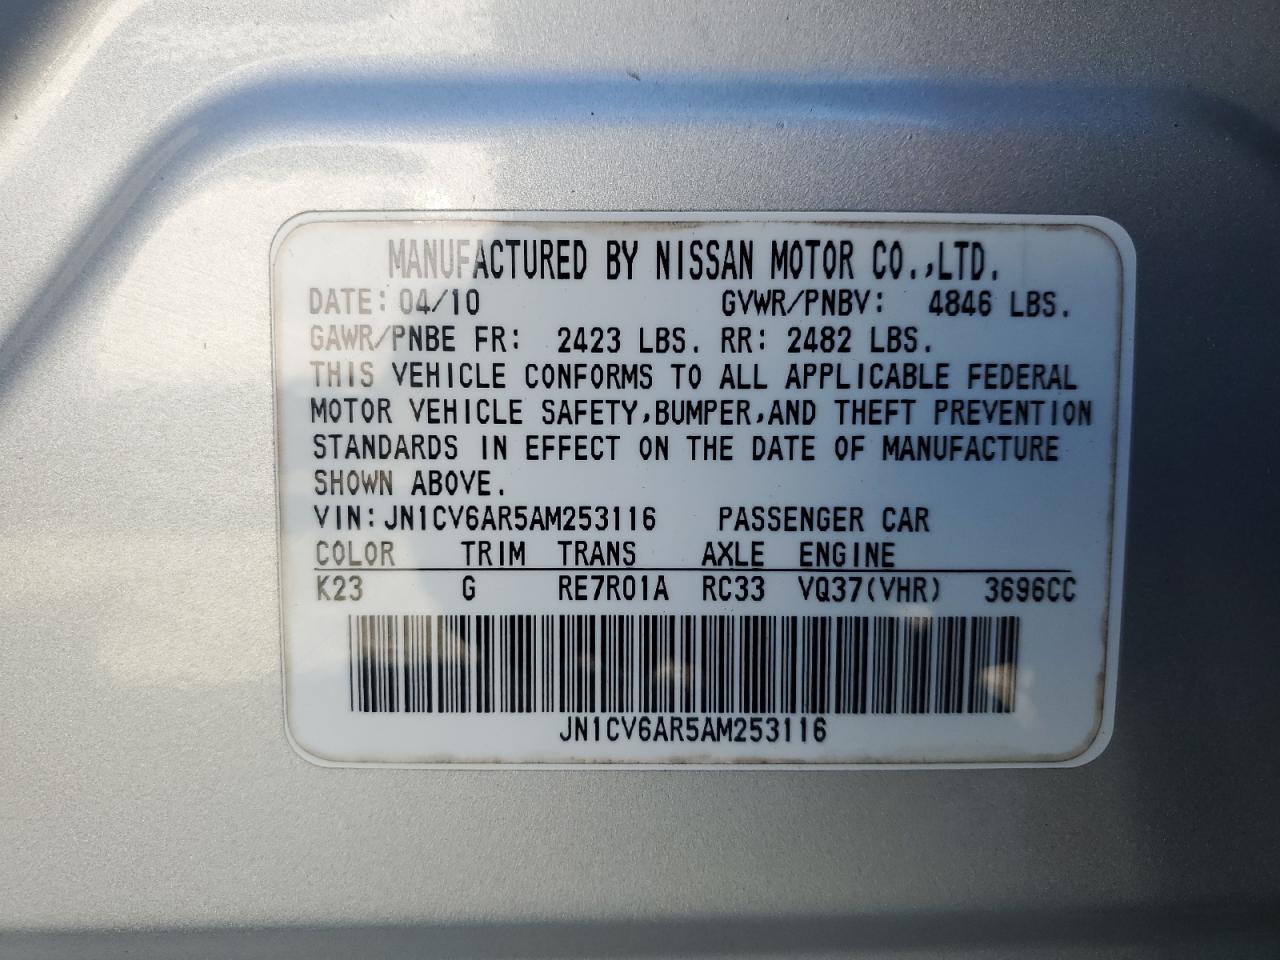 MANUFACTURED BY NISSAN MOTOR CO.,LTD.
DATE: 04/10 GVWR/PNBV: 4846 LBS.
GAWR/PNBE FR: 2423 LBS. RR: 2482 LBS.
THIS VEHICLE CONFORMS TO ALL APPLICABLE FEDERAL
MOTOR VEHICLE SAFETY,BUMPER,AND THEFT PREVENTION
STANDARDS IN EFFECT ON THE DATE OF MANUFACTURE
SHOWN ABOVE.
VIN:JN1CV6AR5AM253116 PASSENGER CAR
COLOR TRIM TRANS AXLE ENGINE
K23 G RE7R01A RC33 VQ37(VHR) 3696CC
JN1CV6AR5AM253116